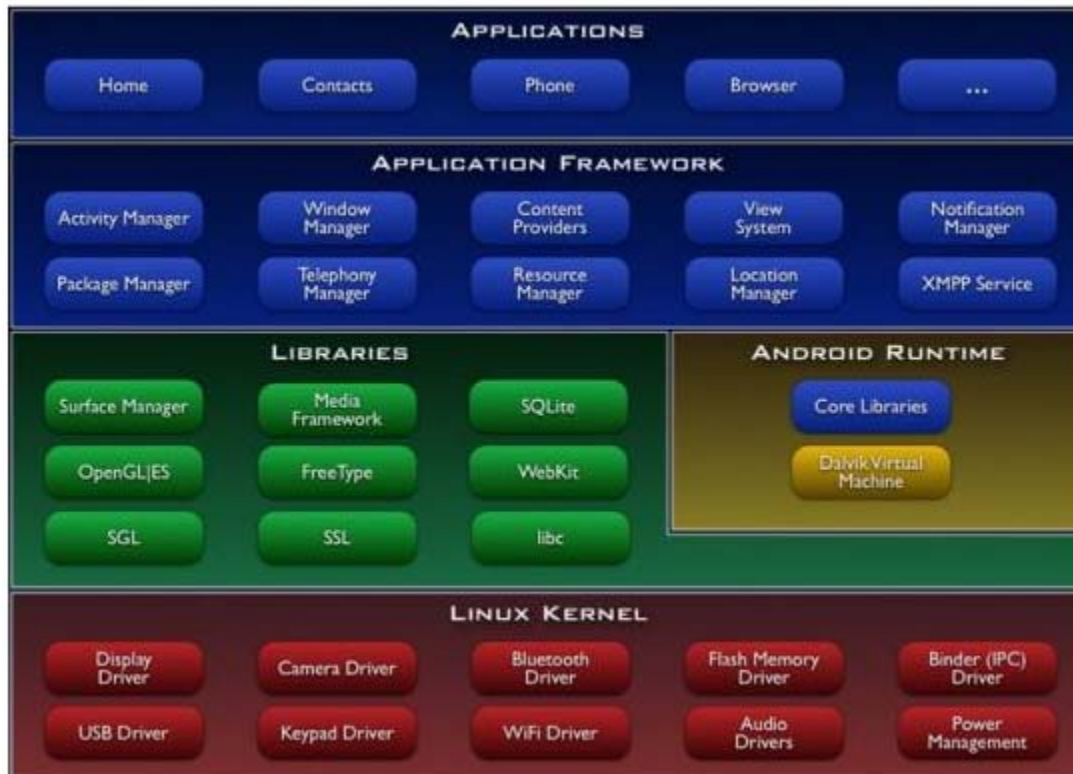 APPLICATIONS
Home
Contacts
Phone
Browser
...
APPLICATION FRAMEWORK
Activity Manager
Window
Manager
Content
Providers
View
System
Notification
Manager
Package Manager
Telephony
Manager
Resource
Manager
Location
Manager
XMPP Service
LIBRARIES
Surface Manager
Media
Framework
SQLite
OpenGL|ES
FreeType
WebKit
SGL
SSL
libc
ANDROID RUNTIME
Core Libraries
Dalvik Virtual
Machine
LINUX KERNEL
Display
Driver
Camera Driver
Bluetooth
Driver
Flash Memory
Driver
Binder (IPC)
Driver
USB Driver
Keypad Driver
WiFi Driver
Audio
Drivers
Power
Management